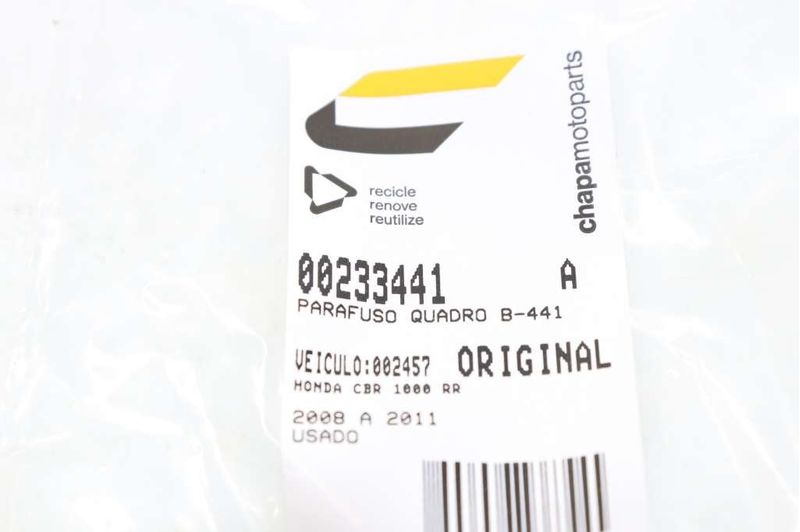 chapamotoparts
recicle
renove
reutilize
00233441 A
PARAFUSO QUADRO B-441
VEICULO:002457 ORIGINAL
HONDA CBR 1000 RR
2008 A 2011
USADO